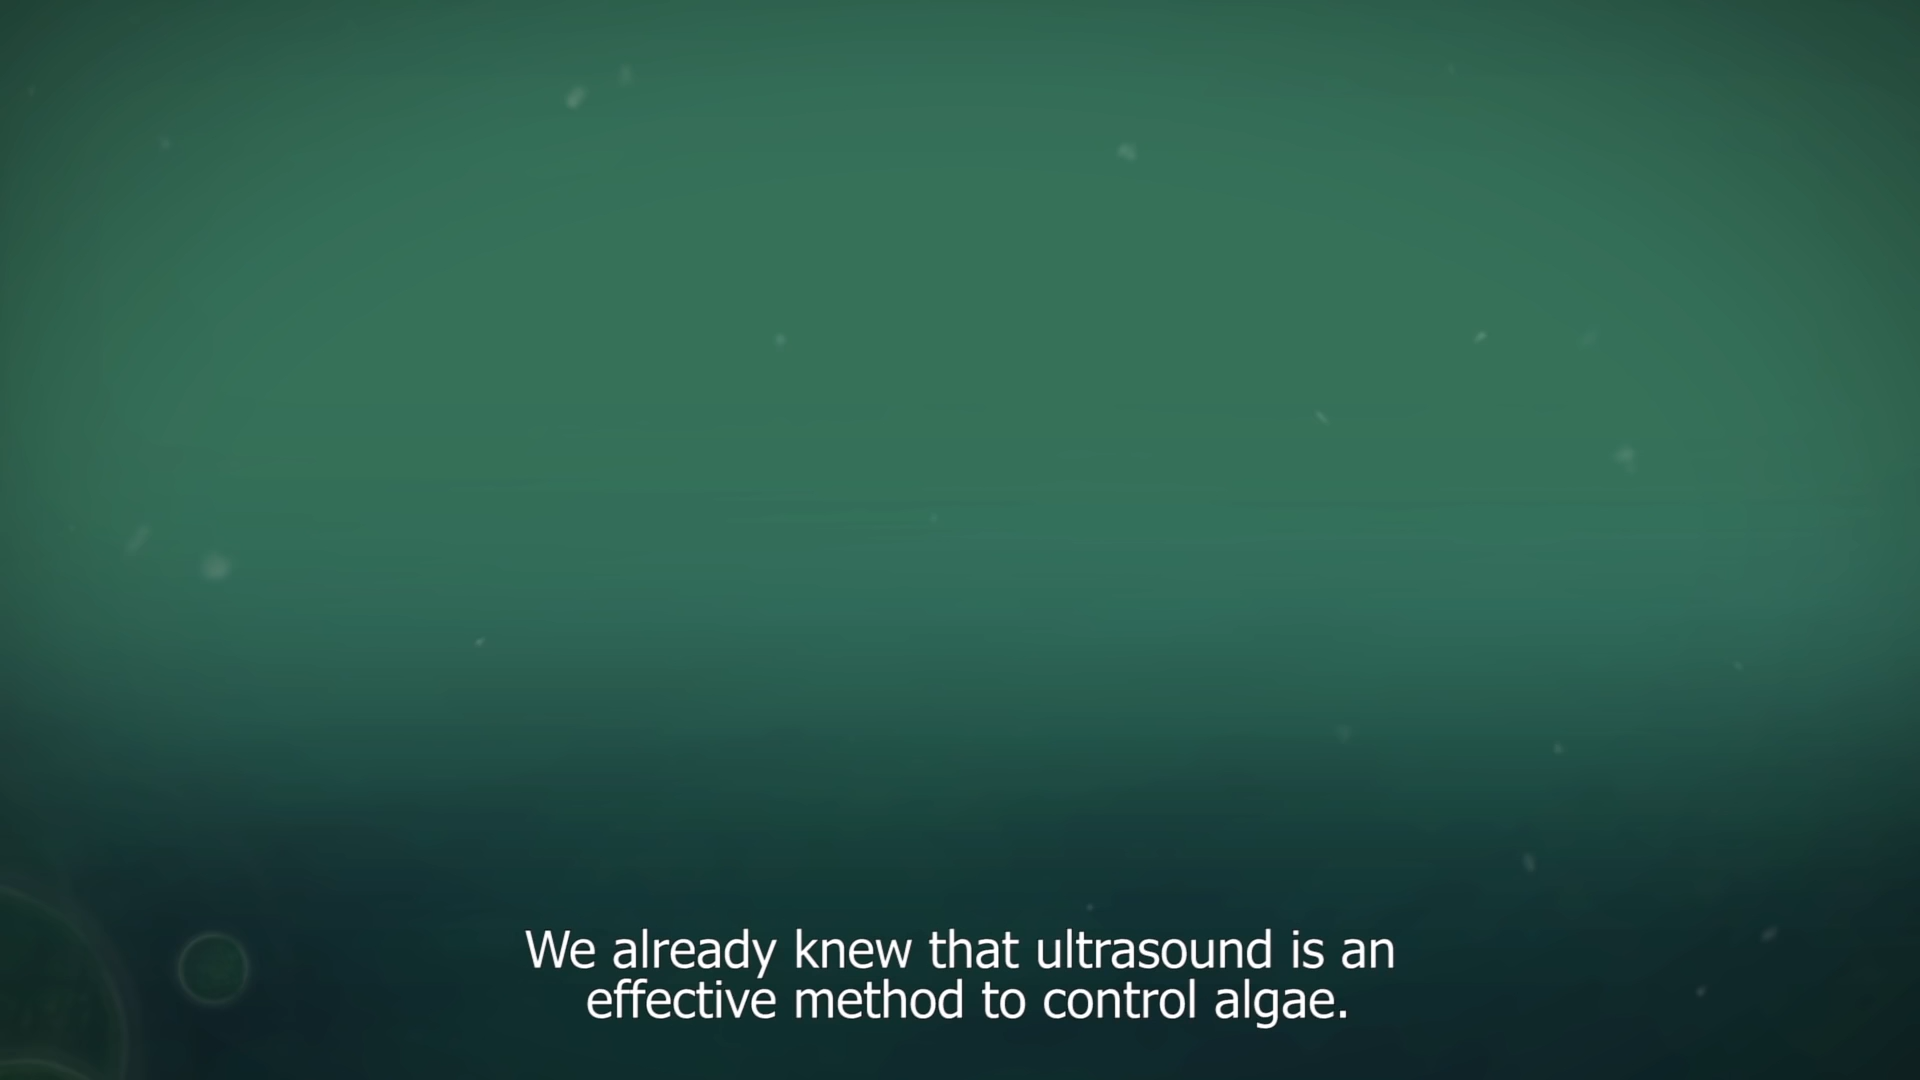 We already knew that ultrasound is an
effective method to control algae.